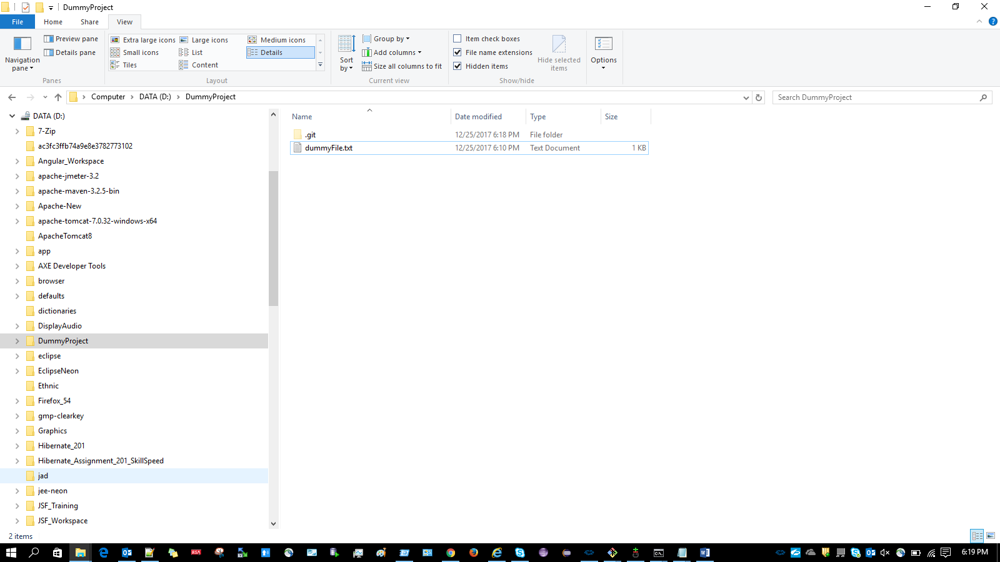 DummyProject
File Home Share View
Navigation pane
Preview pane
Details pane
Panes
Extra large icons Large icons Medium icons
Small icons List Details
Tiles Content
Layout
Sort by
Group by
Add columns
Size all columns to fit
Current view
Item check boxes
File name extensions
Hidden items
Hide selected items
Show/hide
Options
Computer DATA (D:) DummyProject
Search DummyProject
DATA (D:)
7-Zip
ac3fc3ffb74a9e8e3782773102
Angular_Workspace
apache-jmeter-3.2
apache-maven-3.2.5-bin
Apache-New
apache-tomcat-7.0.32-windows-x64
ApacheTomcat8
app
AXE Developer Tools
browser
defaults
dictionaries
DisplayAudio
DummyProject
eclipse
EclipseNeon
Ethnic
Firefox_54
gmp-clearkey
Graphics
Hibernate_201
Hibernate_Assignment_201_SkillSpeed
jad
jee-neon
JSF_Training
JSF_Workspace
Name Date modified Type Size
.git 12/25/2017 6:18 PM File folder
dummyFile.txt 12/25/2017 6:10 PM Text Document 1 KB
2 items
RSA
6:19 PM